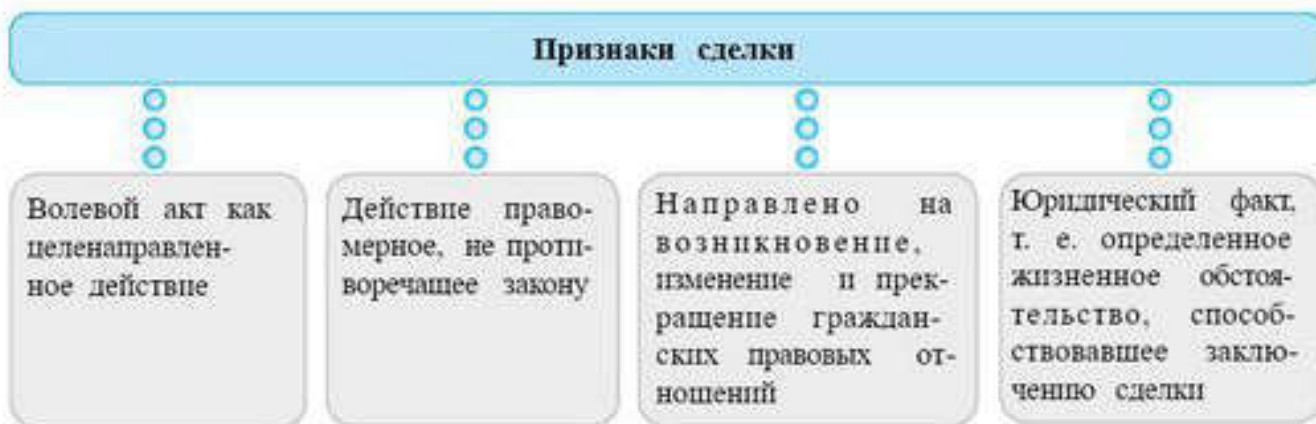 Признаки сделки
Волевой акт как
целенаправлен-
ное действие
Действие право-
мерное, не проти-
воречащее закону
Направлено на
возникновение,
изменение и прек-
ращение граждан-
ских правовых от-
ношений
Юридический факт,
т. е. определенное
жизненное обстоя-
тельство, способ-
ствовавшее заклю-
чению сделки